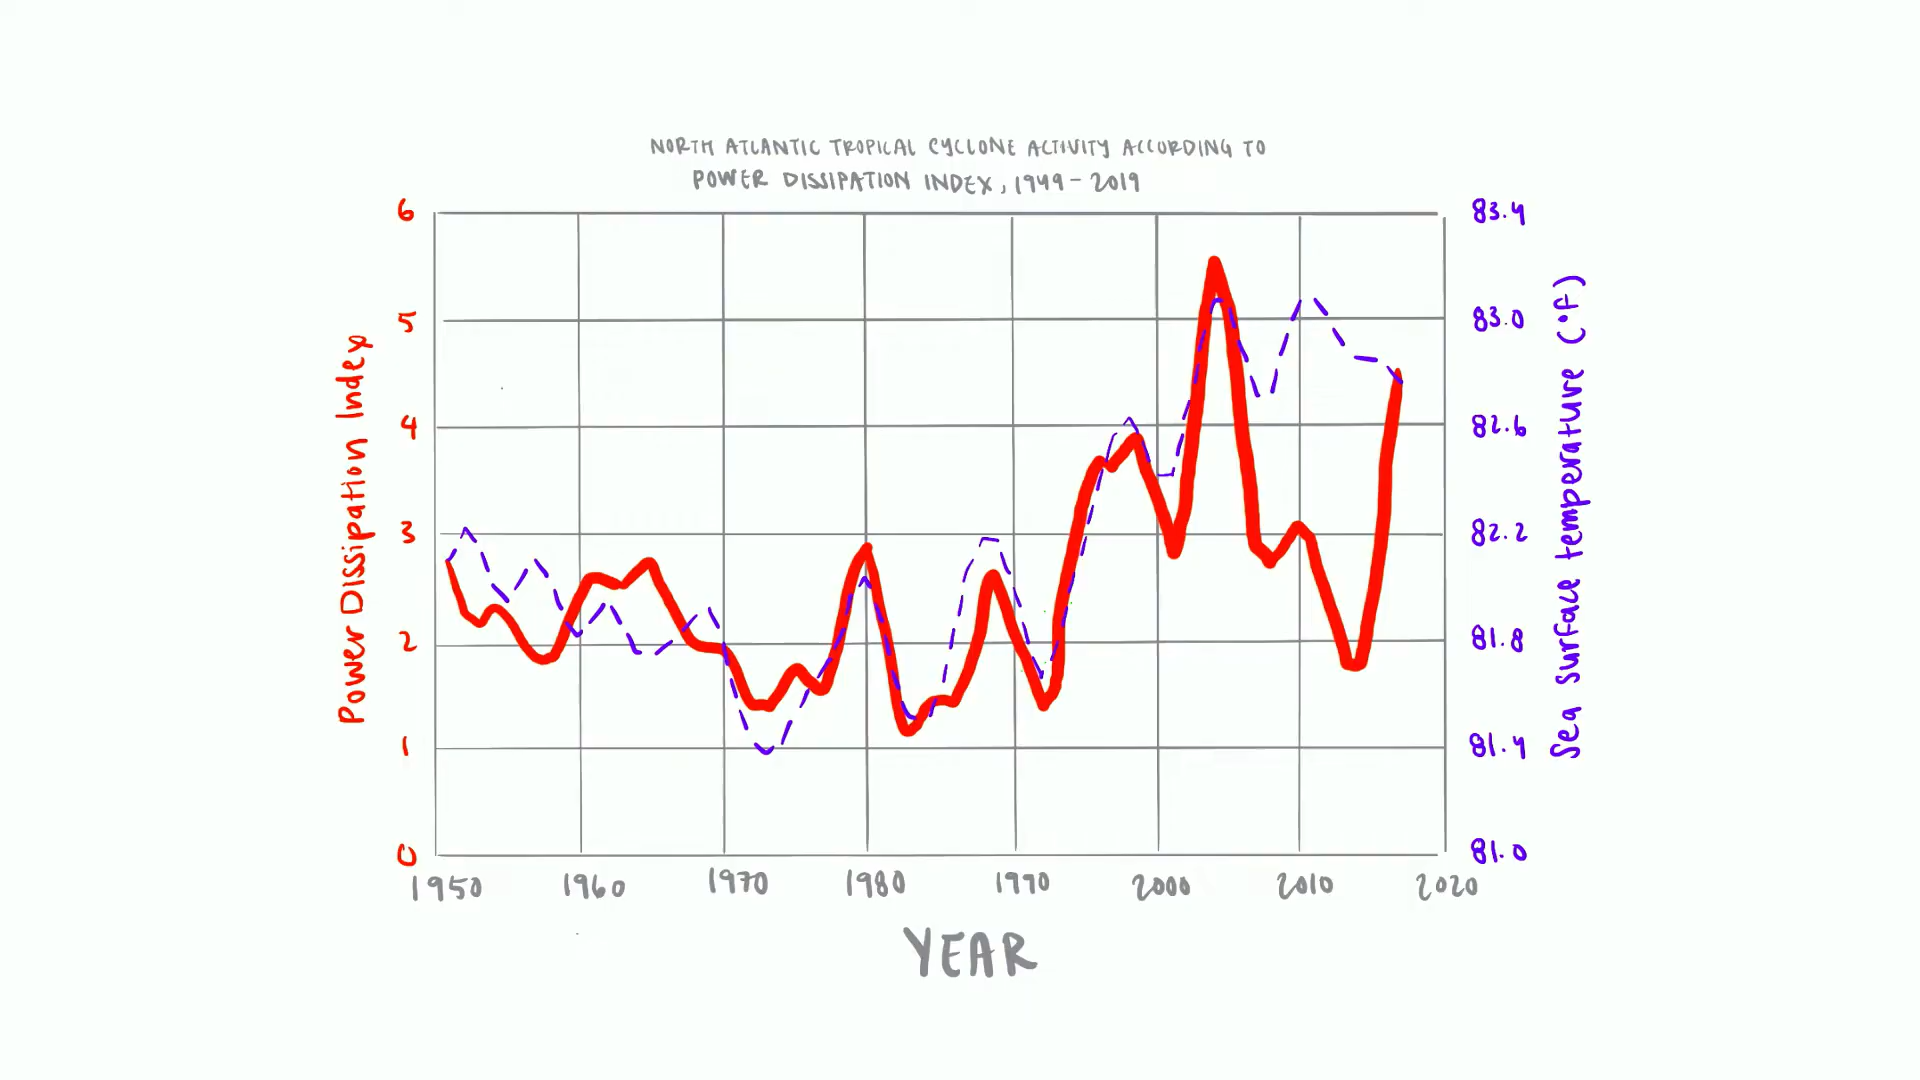 NORTH ATLANTIC TROPICAL CYCLONE ACTIVITY ACCORDING TO
POWER DISSIPATION INDEX, 1949 - 2019
6
5
4
3
2
1
0
Power Dissipation Index
83.4
83.0
82.6
82.2
81.8
81.4
81.0
Sea surface temperature (°f)
1950 1960 1970 1980 1990 2000 2010 2020
YEAR